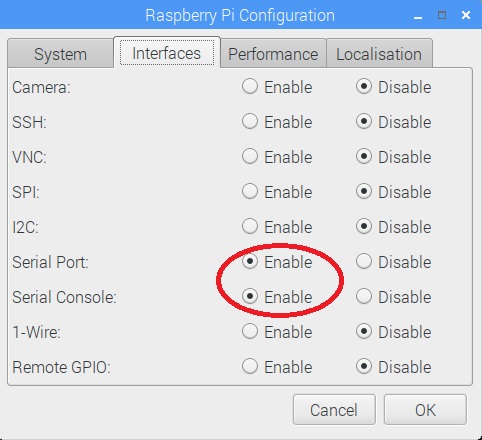 Raspberry Pi Configuration
System Interfaces Performance Localisation
Camera: Enable Disable
SSH: Enable Disable
VNC: Enable Disable
SPI: Enable Disable
I2C: Enable Disable
Serial Port: Enable Disable
Serial Console: Enable Disable
1-Wire: Enable Disable
Remote GPIO: Enable Disable
Cancel OK